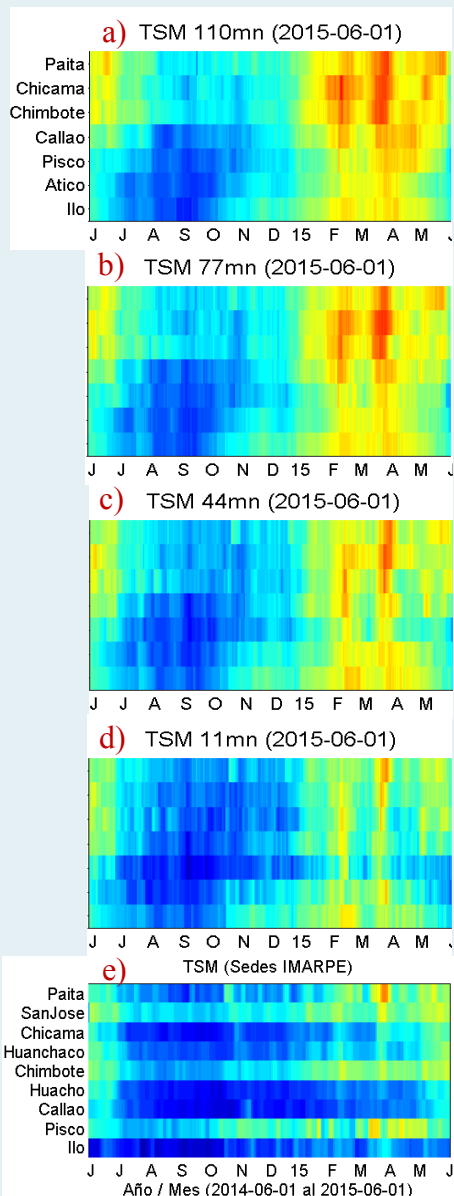 a) TSM 110mn (2015-06-01)
Paita
Chicama
Chimbote
Callao
Pisco
Atico
Ilo
J J A S O N D 15 F M A M J
b) TSM 77mn (2015-06-01)
J J A S O N D 15 F M A M J
c) TSM 44mn (2015-06-01)
J J A S O N D 15 F M A M
d) TSM 11mn (2015-06-01)
J J A S O N D 15 F M A M J
e) TSM (Sedes IMARPE)
Paita
SanJose
Chicama
Huanchaco
Chimbote
Huacho
Callao
Pisco
Ilo
J J A S O N D 15 F M A M J
Año / Mes (2014-06-01 al 2015-06-01)